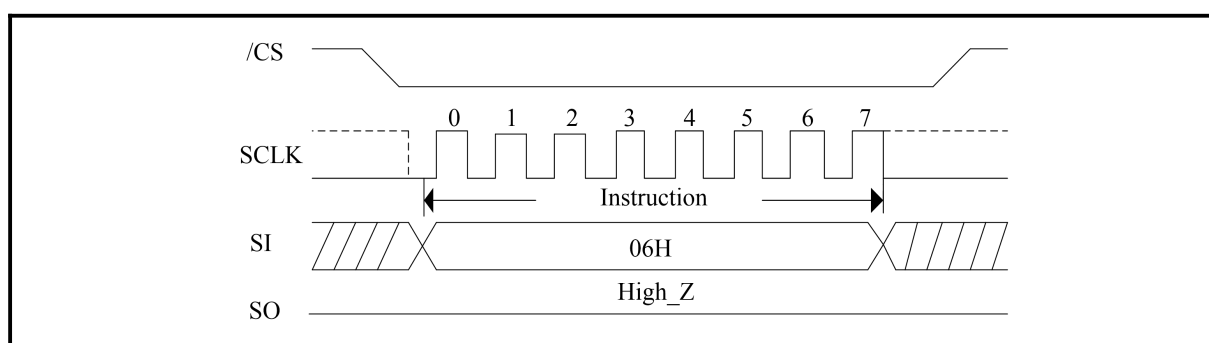 /CS
0 1 2 3 4 5 6 7
SCLK
Instruction
SI
06H
High_Z
SO